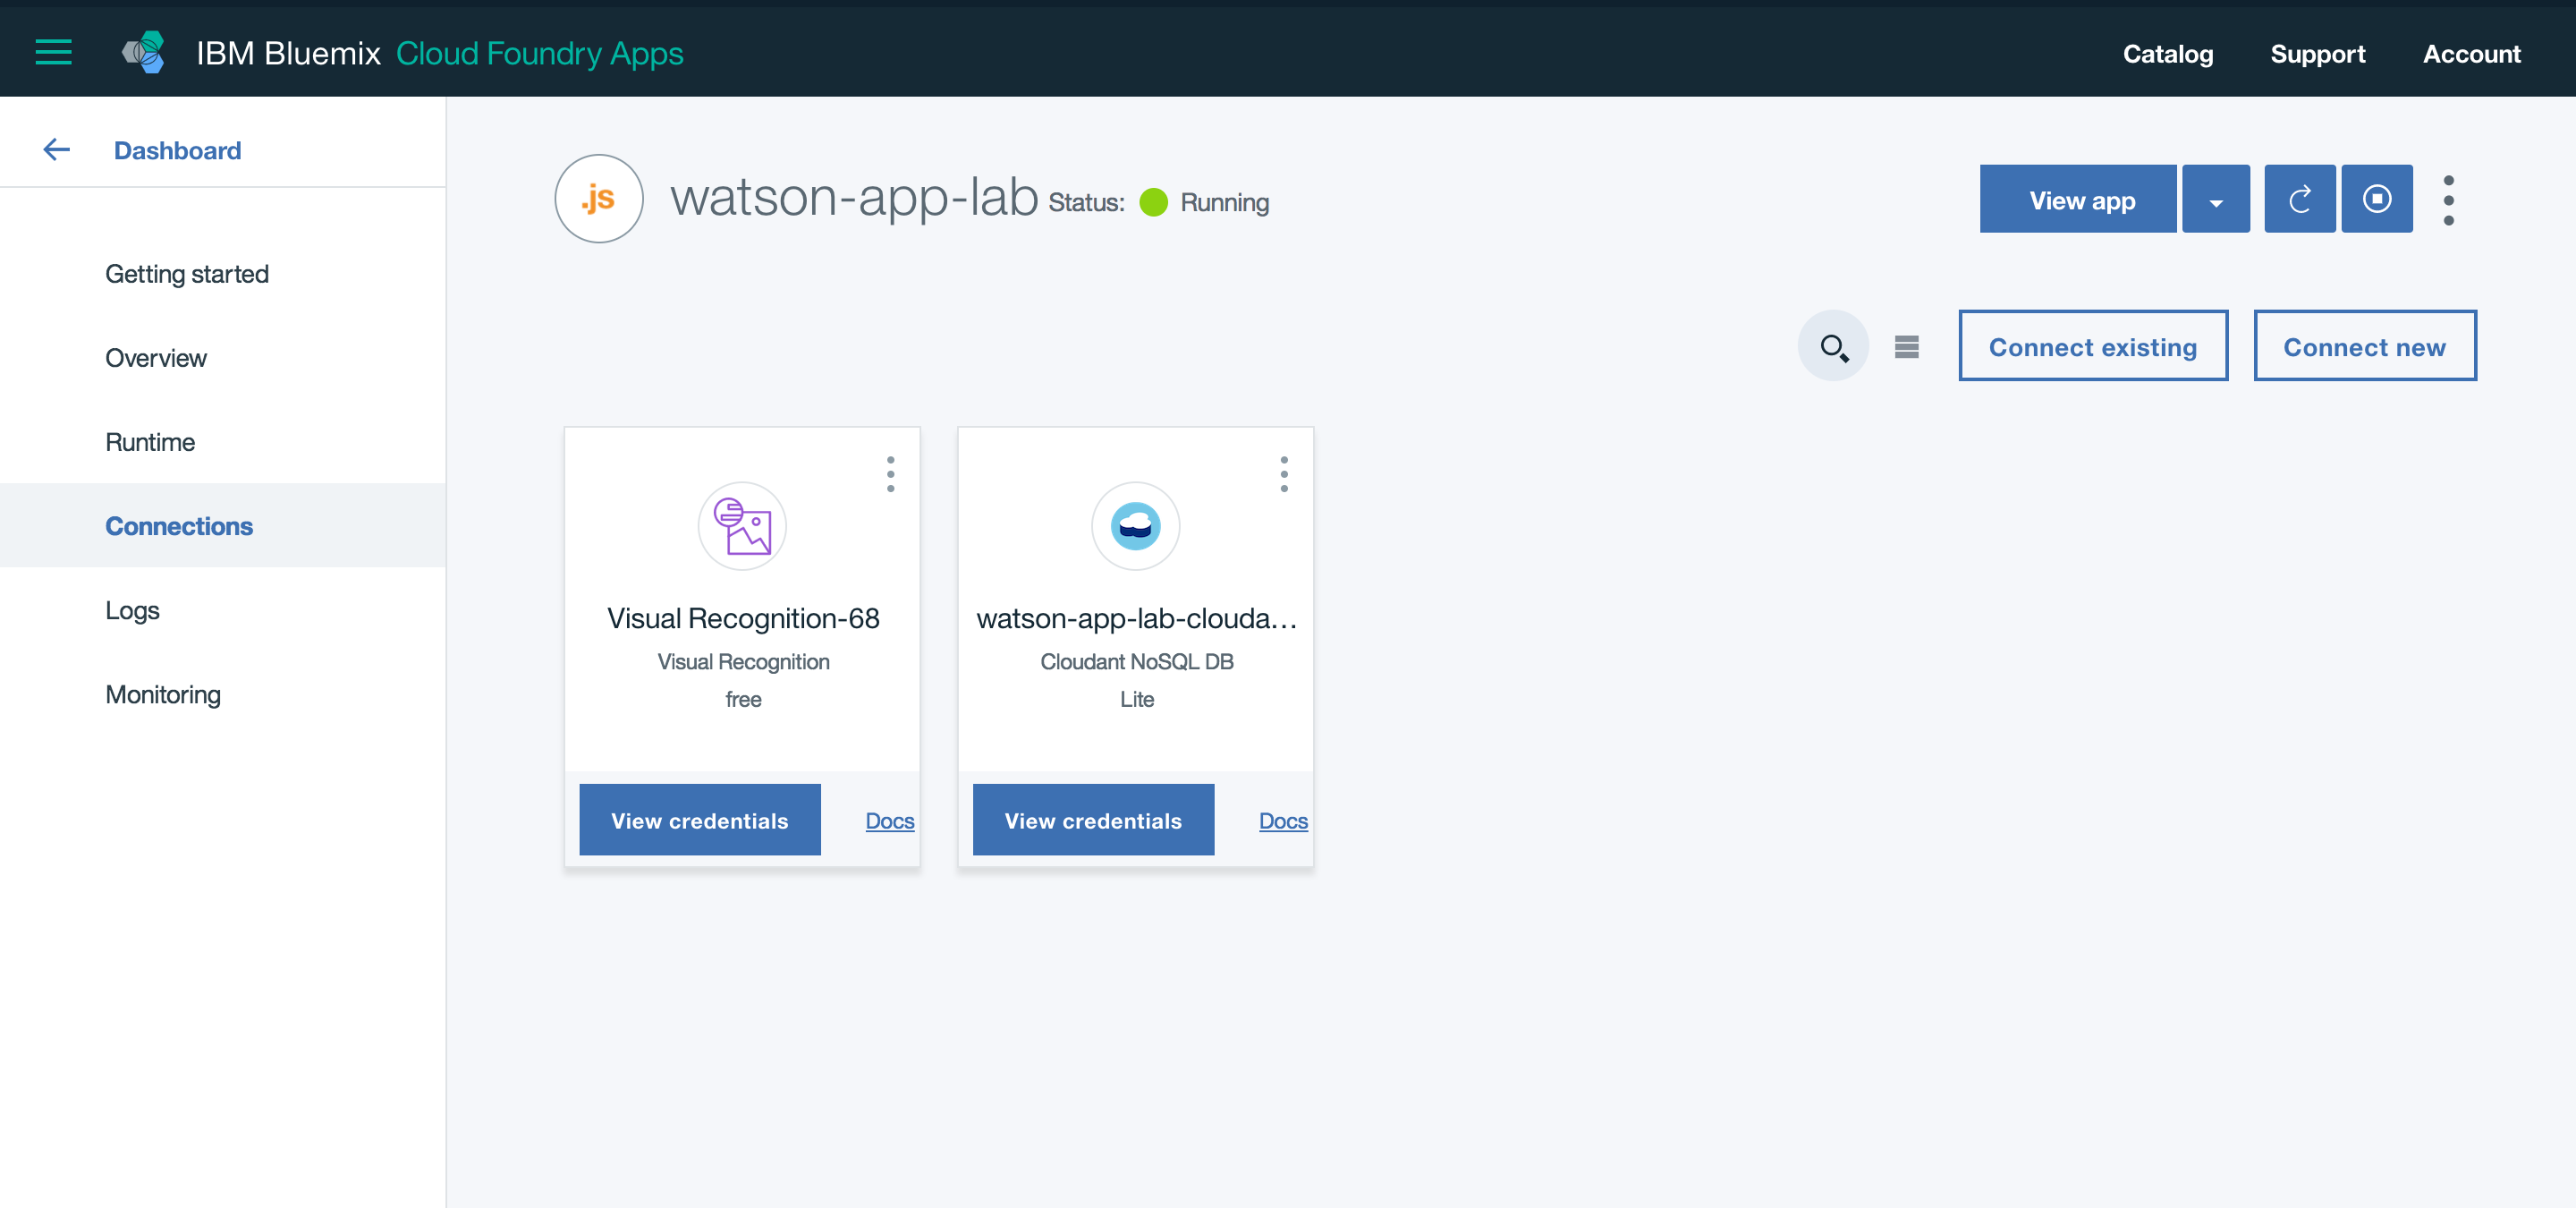 IBM Bluemix Cloud Foundry Apps
Catalog Support Account
Dashboard
.js
watson-app-lab Status: Running
View app
Getting started
Overview
Runtime
Connections
Logs
Monitoring
Connect existing
Connect new
Visual Recognition-68
Visual Recognition
free
View credentials Docs
watson-app-lab-clouda...
Cloudant NoSQL DB
Lite
View credentials Docs